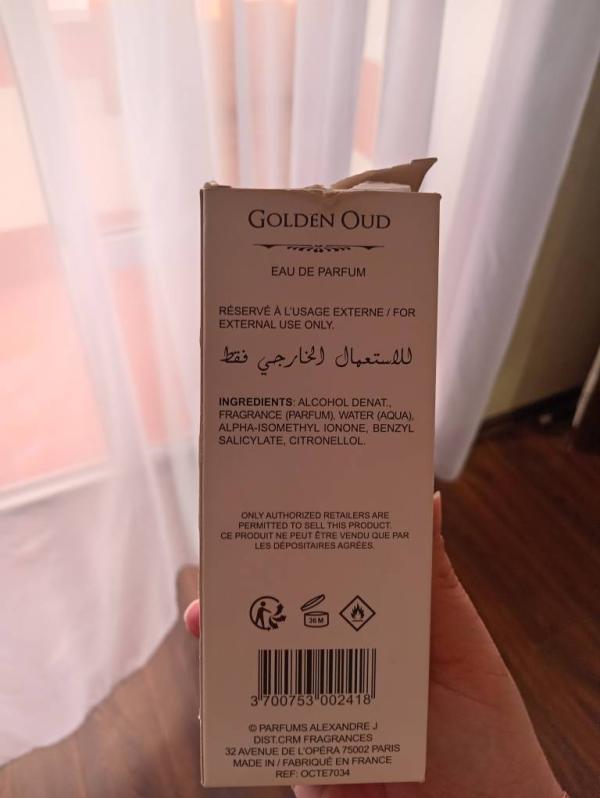 GOLDEN OUD
EAU DE PARFUM
RÉSERVÉ À L'USAGE EXTERNE / FOR
EXTERNAL USE ONLY.
للاستعمال الخارجي فقط
INGREDIENTS: ALCOHOL DENAT.,
FRAGRANCE (PARFUM), WATER (AQUA),
ALPHA-ISOMETHYL IONONE, BENZYL
SALICYLATE, CITRONELLOL.
ONLY AUTHORIZED RETAILERS ARE
PERMITTED TO SELL THIS PRODUCT.
CE PRODUIT NE PEUT ÊTRE VENDU QUE PAR
LES DÉPOSITAIRES AGRÉES.
36 M
3 700753 002418
© PARFUMS ALEXANDRE J
DIST.CRM FRAGRANCES
32 AVENUE DE L'OPÉRA 75002 PARIS
MADE IN / FABRIQUÉ EN FRANCE
REF: OCTE7034